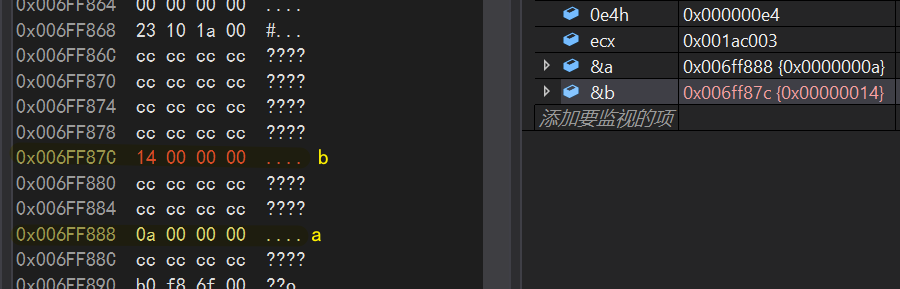 0x006FF864 00 00 00 00 ....
0x006FF868 23 10 1a 00 #...
0x006FF86C cc cc cc cc ????
0x006FF870 cc cc cc cc ????
0x006FF874 cc cc cc cc ????
0x006FF878 cc cc cc cc ????
0x006FF87C 14 00 00 00 .... b
0x006FF880 cc cc cc cc ????
0x006FF884 cc cc cc cc ????
0x006FF888 0a 00 00 00 .... a
0x006FF88C cc cc cc cc ????
0x006FF890 b0 f8 6f 00 ??o.
0e4h 0x000000e4
ecx 0x001ac003
&a 0x006ff888 {0x0000000a}
&b 0x006ff87c {0x00000014}
添加要监视的项